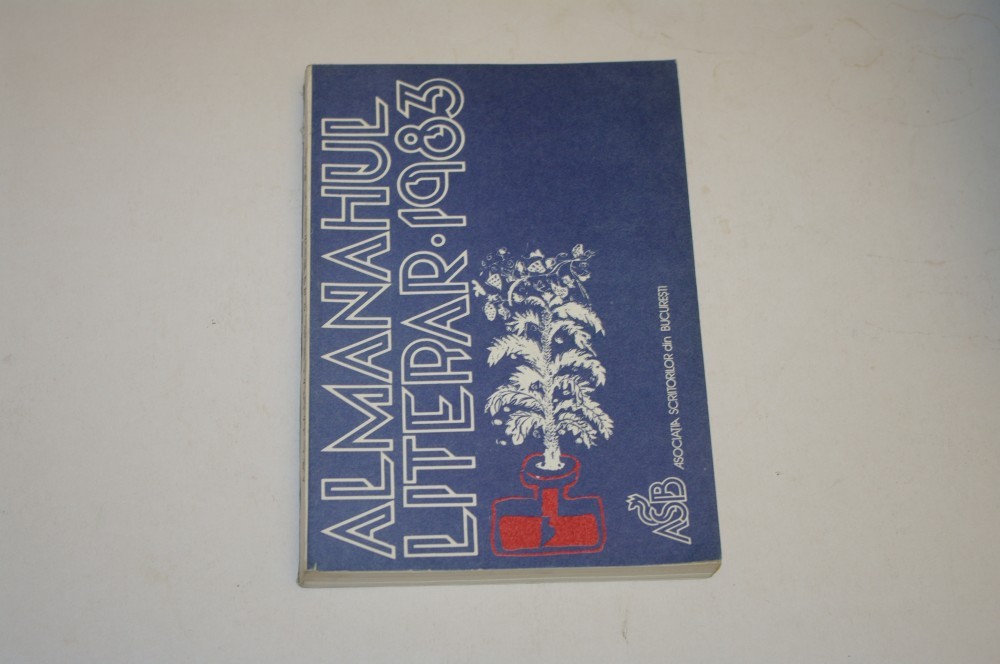 ALMANAHUL
LITERAR·1983
ASB ASOCIAȚIA SCRIITORILOR din BUCUREȘTI